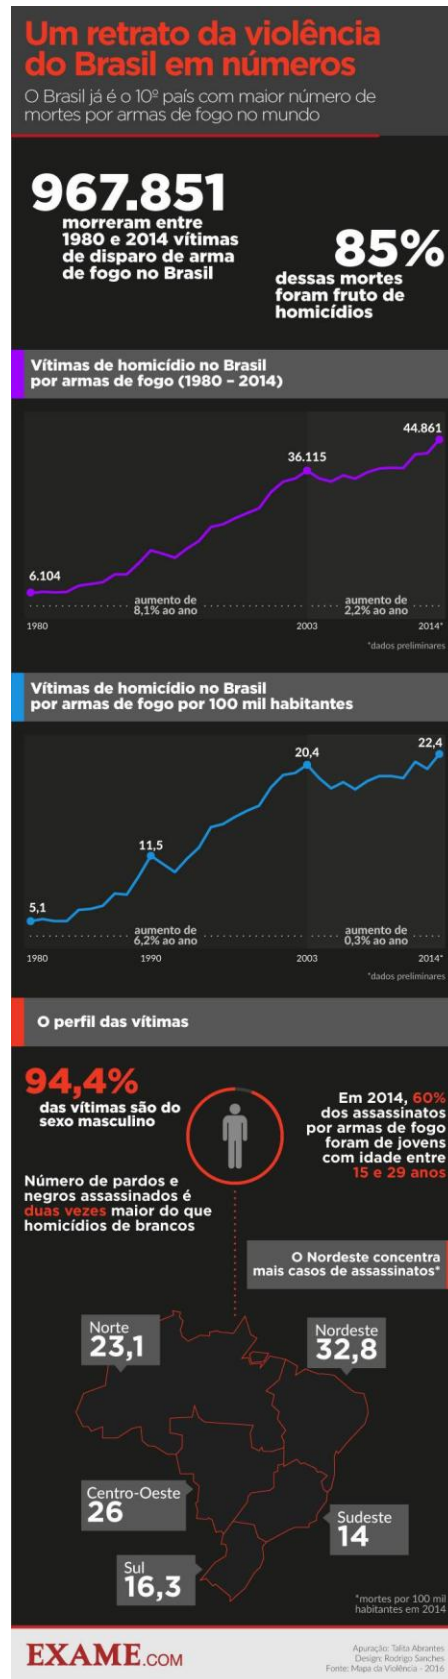 Um retrato da violência
do Brasil em números
O Brasil já é o 10º país com maior número de
mortes por armas de fogo no mundo
967.851
morreram entre
1980 e 2014 vítimas
de disparo de arma
de fogo no Brasil
85%
dessas mortes
foram fruto de
homicídios
Vítimas de homicídio no Brasil
por armas de fogo (1980 – 2014)
44.861
36.115
6.104
aumento de
8,1% ao ano
aumento de
2,2% ao ano
1980
2003
2014*
*dados preliminares
Vítimas de homicídio no Brasil
por armas de fogo por 100 mil habitantes
22,4
20,4
11,5
5,1
aumento de
6,2% ao ano
aumento de
0,3% ao ano
1980
1990
2003
2014*
*dados preliminares
O perfil das vítimas
94,4%
das vítimas são do
sexo masculino
Em 2014, 60%
dos assassinatos
por armas de fogo
foram de jovens
com idade entre
15 e 29 anos
Número de pardos e
negros assassinados é
duas vezes maior do que
homicídios de brancos
O Nordeste concentra
mais casos de assassinatos*
Norte
23,1
Nordeste
32,8
Centro-Oeste
26
Sudeste
14
Sul
16,3
*mortes por 100 mil
habitantes em 2014
EXAME.COM
Apuração: Talita Abrantes
Design: Rodrigo Sanches
Fonte: Mapa da Violência - 2016